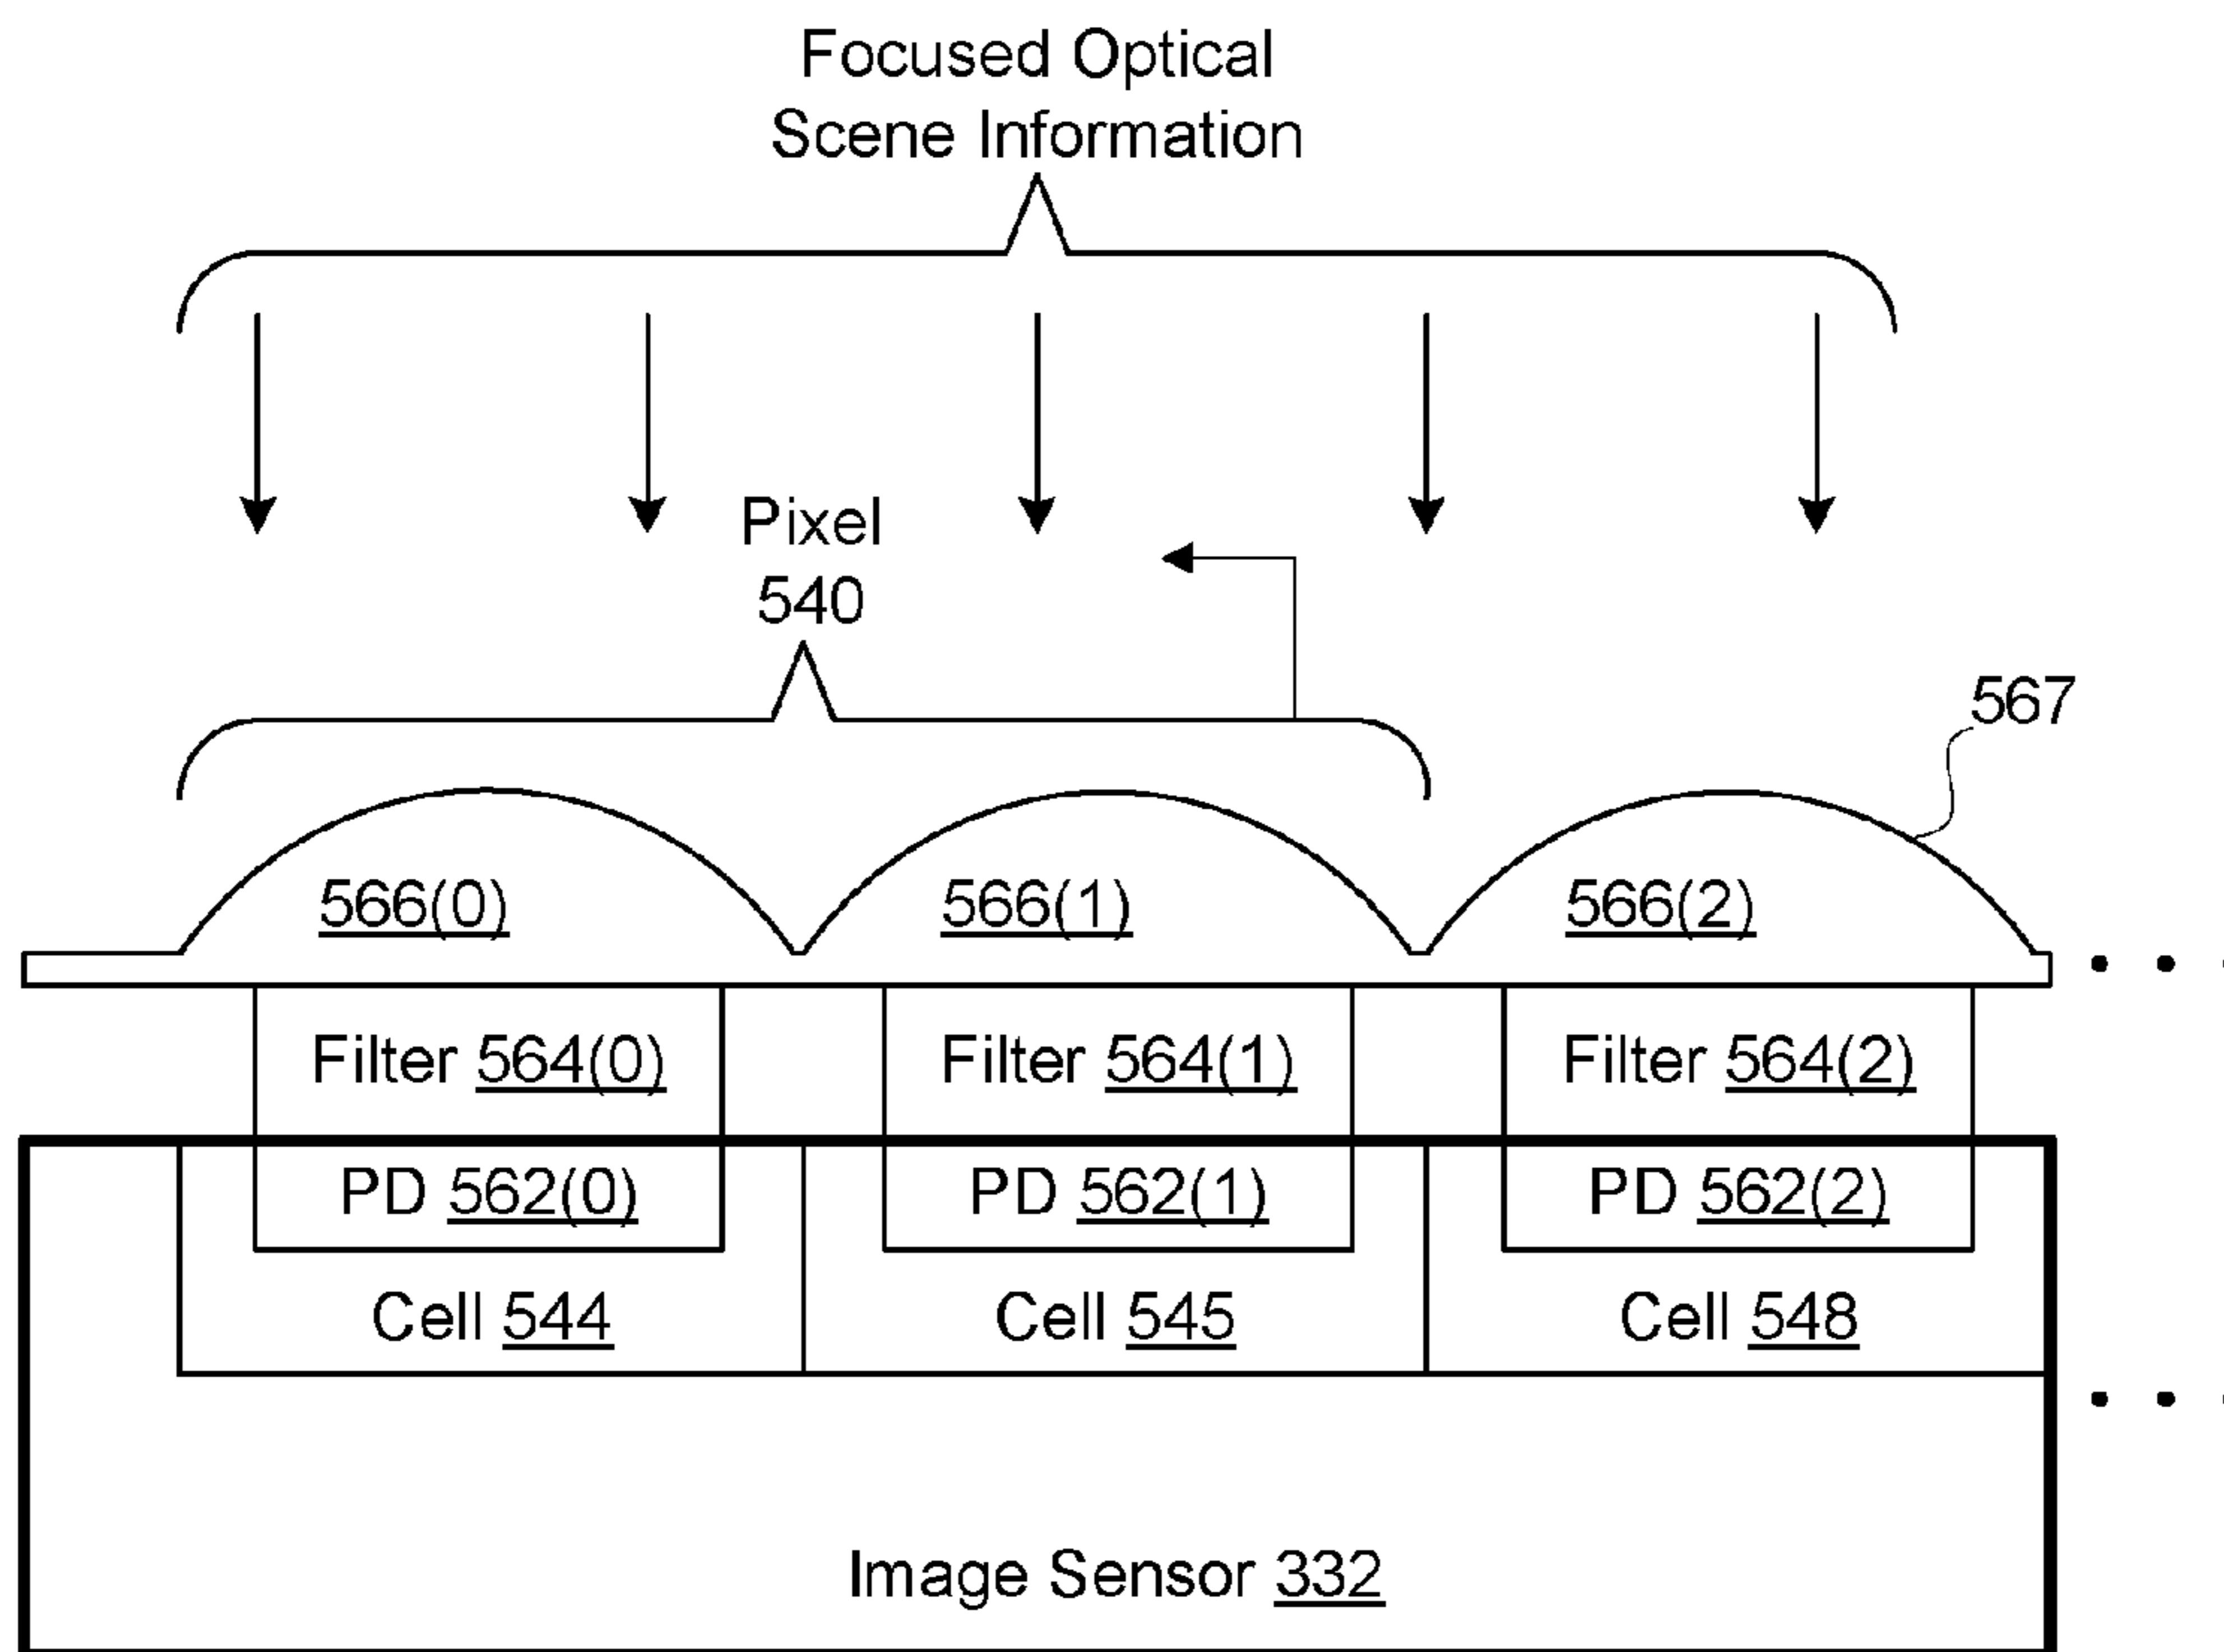 Focused Optical
Scene Information
Pixel
540
567
566(0) 566(1) 566(2)
Filter 564(0) Filter 564(1) Filter 564(2)
PD 562(0) PD 562(1) PD 562(2)
Cell 544 Cell 545 Cell 548
Image Sensor 332